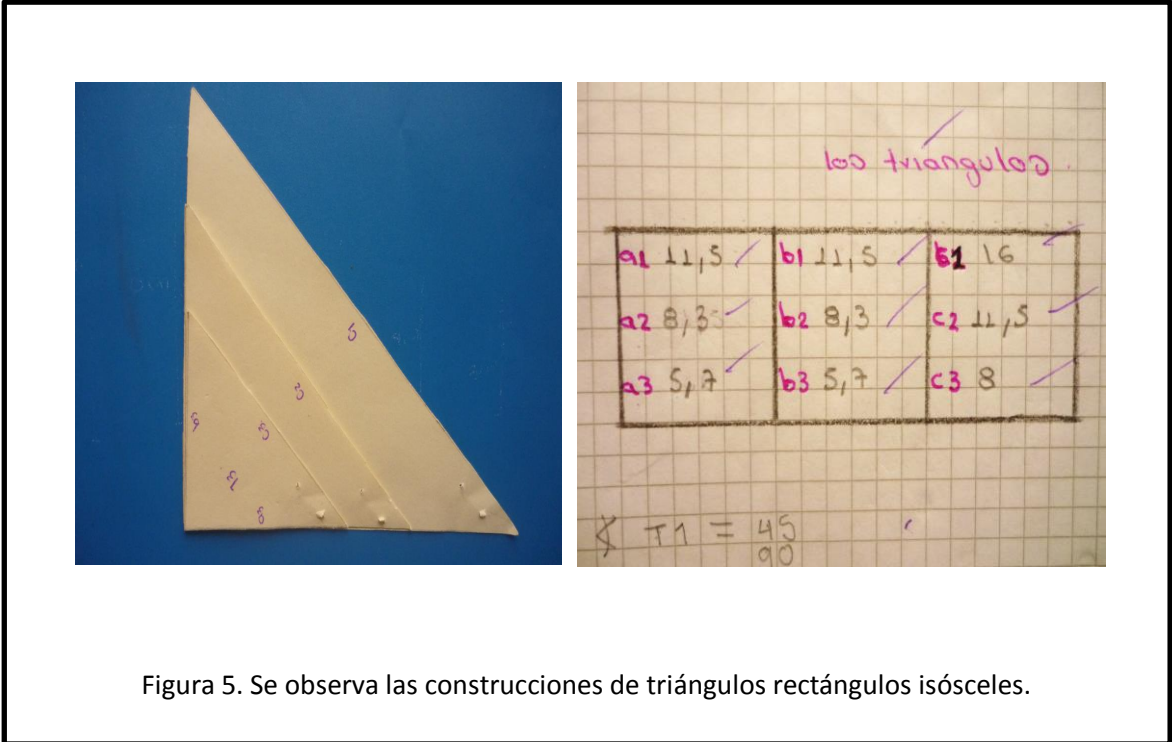 los triángulos.
a1 11,5 b1 11,5 c1 16
a2 8,3 b2 8,3 c2 11,5
a3 5,7 b3 5,7 c3 8
T1 = 45
90
Figura 5. Se observa las construcciones de triángulos rectángulos isósceles.